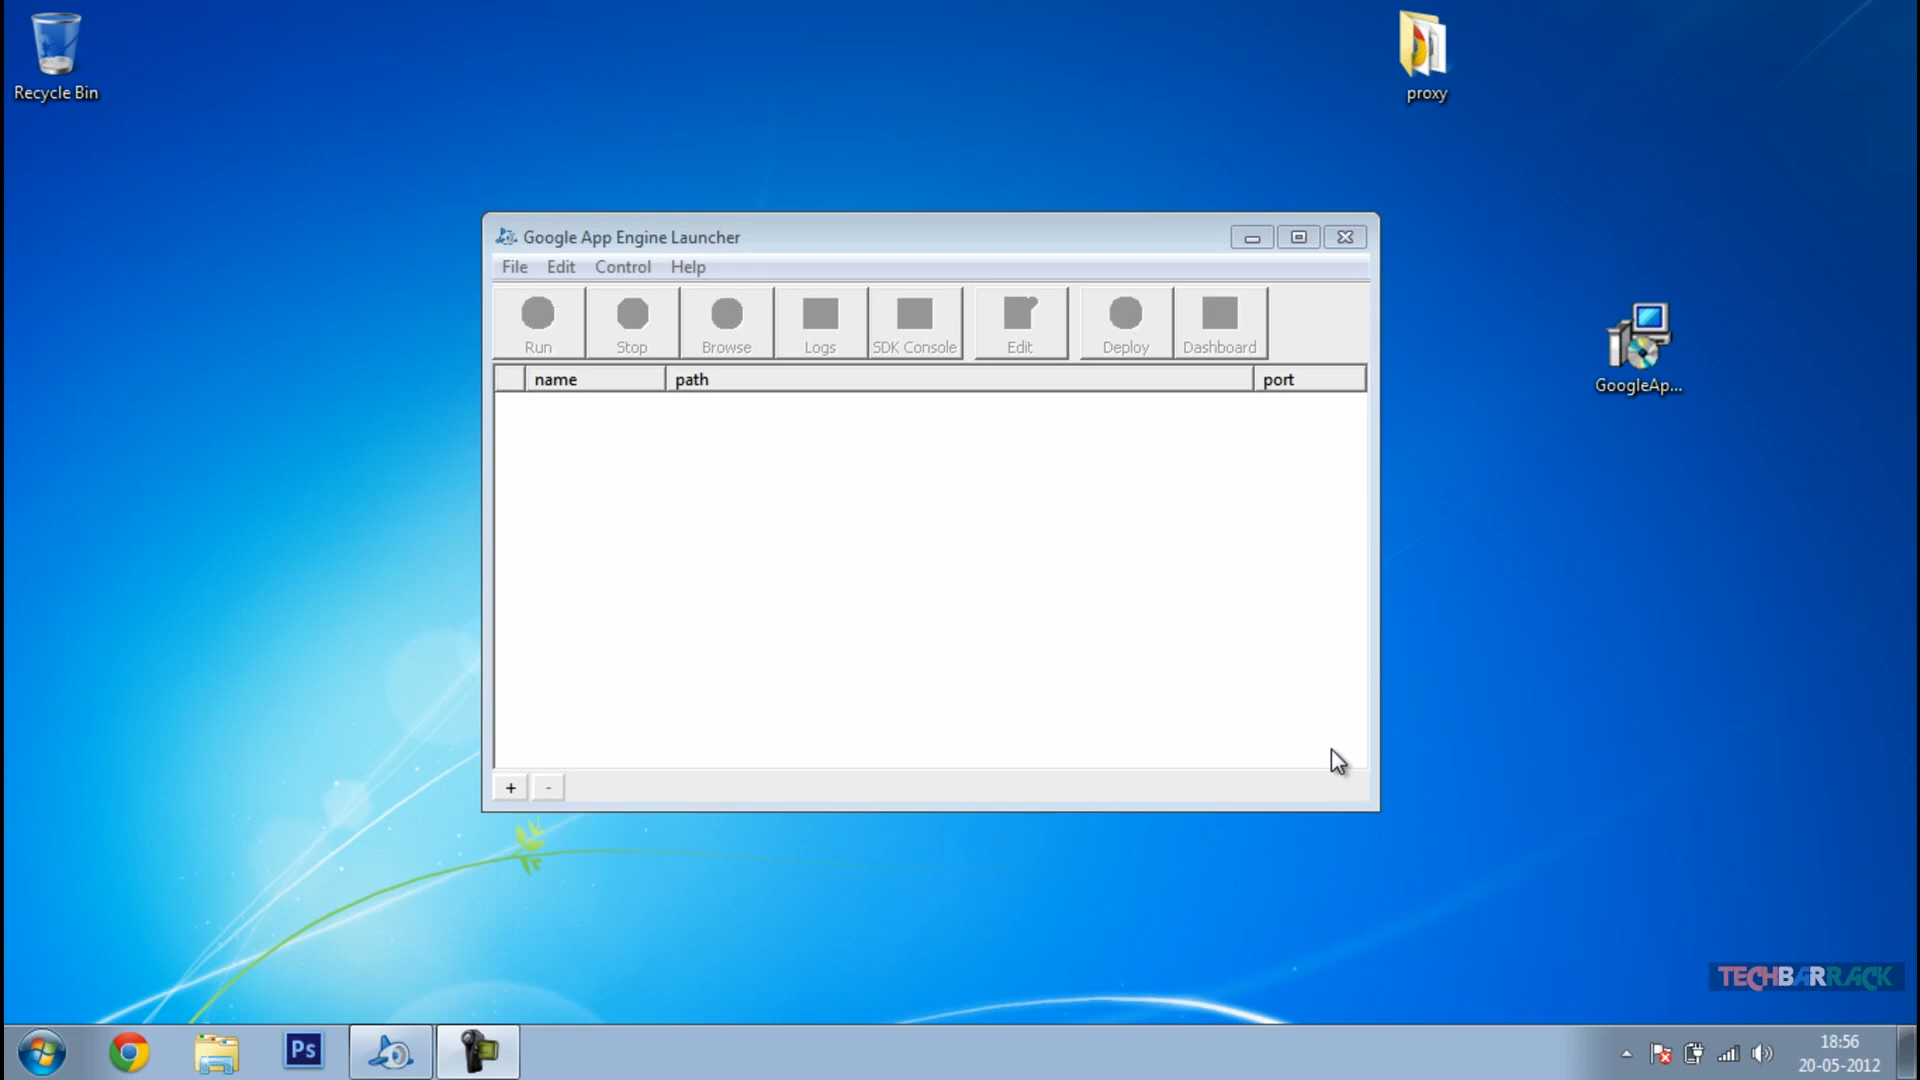 Recycle Bin
proxy
Google App Engine Launcher
File Edit Control Help
Run Stop Browse Logs SDK Console Edit Deploy Dashboard
name path port
GoogleAp...
+ -
TECHBARRACK
Ps
18:56
20-05-2012